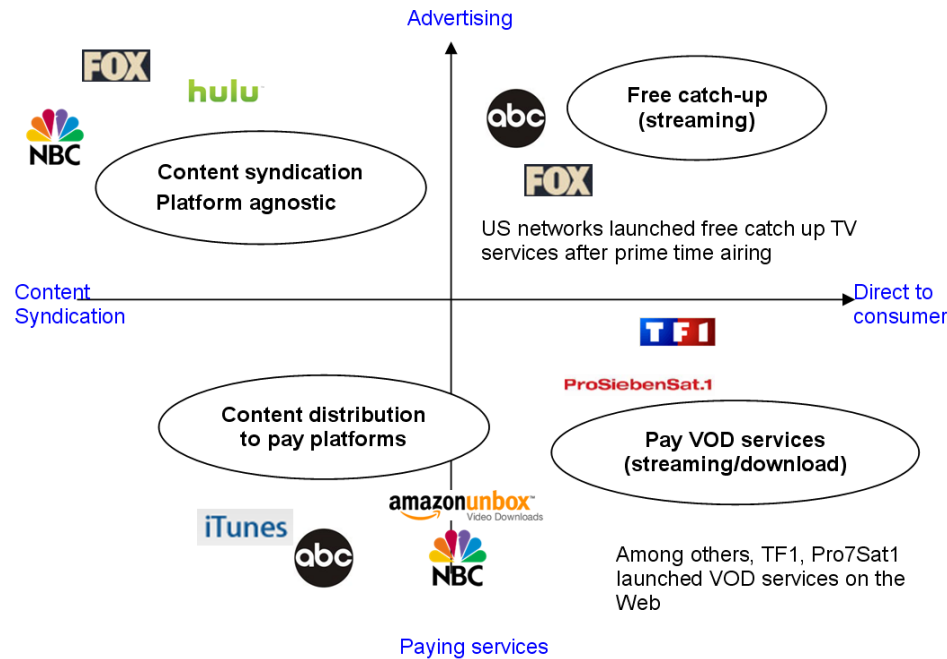 Advertising
FOX
hulu
NBC
Content syndication
Platform agnostic
abc
Free catch-up
(streaming)
FOX
US networks launched free catch up TV
services after prime time airing
Content
Syndication
Direct to
consumer
TF1
ProSiebenSat.1
Content distribution
to pay platforms
Pay VOD services
(streaming/download)
amazonunbox™
Video Downloads
iTunes
abc
NBC
Among others, TF1, Pro7Sat1
launched VOD services on the
Web
Paying services